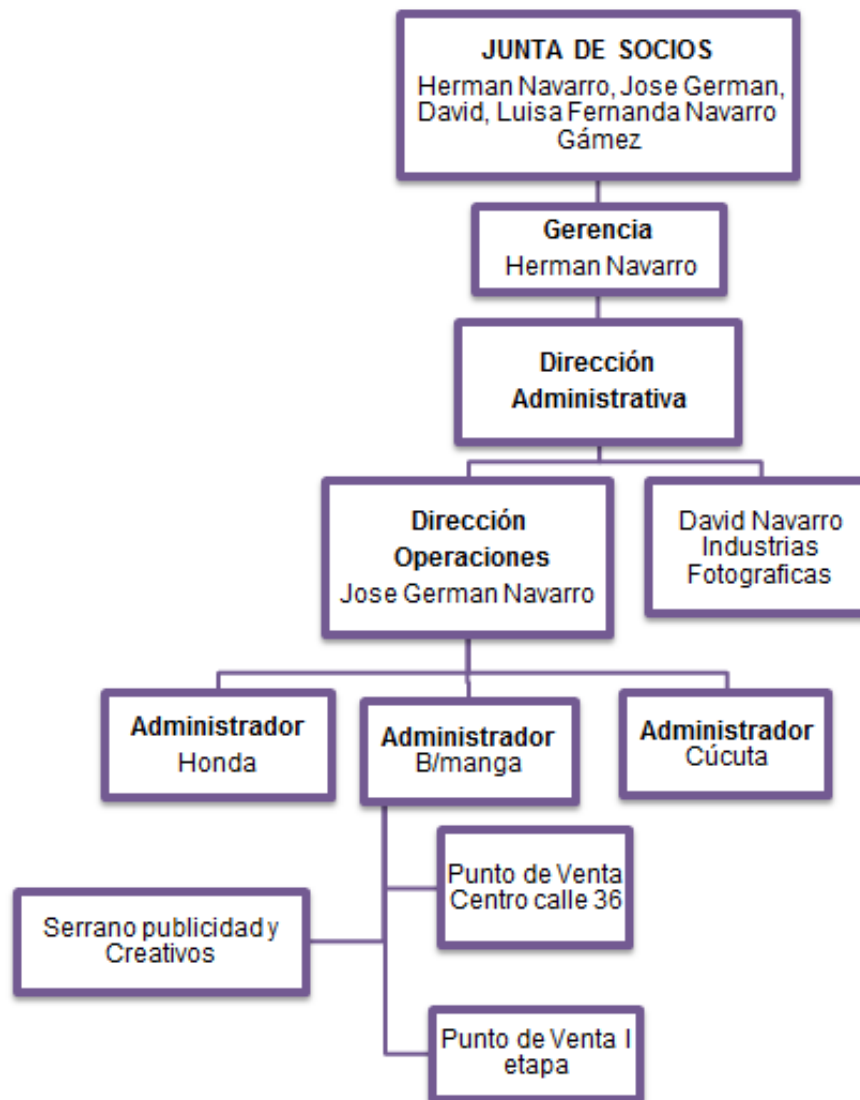 JUNTA DE SOCIOS
Herman Navarro, Jose German,
David, Luisa Fernanda Navarro
Gámez
Gerencia
Herman Navarro
Dirección
Administrativa
Dirección
Operaciones
Jose German Navarro
David Navarro
Industrias
Fotograficas
Administrador
Honda
Administrador
B/manga
Administrador
Cúcuta
Punto de Venta
Centro calle 36
Serrano publicidad y
Creativos
Punto de Venta I
etapa